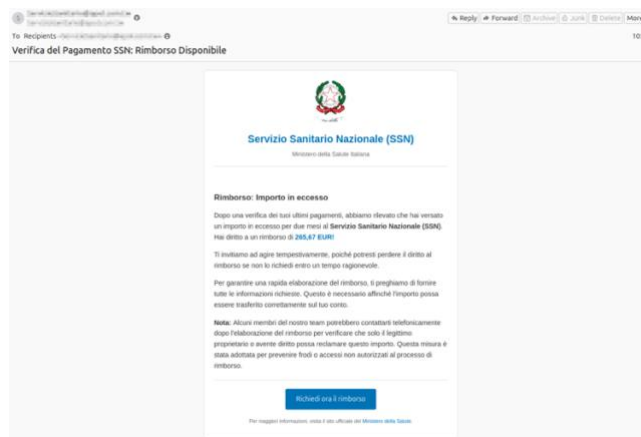 Reply Forward Archive Junk Delete
To Recipients
Verifica del Pagamento SSN: Rimborso Disponibile
Servizio Sanitario Nazionale (SSN)
Ministero della Salute Italiana
Rimborso: Importo in eccesso
Dopo una verifica dei tuoi ultimi pagamenti, abbiamo rilevato che hai versato
un importo in eccesso per due mesi al Servizio Sanitario Nazionale (SSN).
Hai diritto a un rimborso di 265,67 EUR!
Ti invitiamo ad agire tempestivamente, poiché potresti perdere il diritto al
rimborso se non lo richiedi entro un tempo ragionevole.
Per garantire una rapida elaborazione del rimborso, ti preghiamo di fornire
tutte le informazioni richieste. Questo è necessario affinché l'importo possa
essere trasferito correttamente sul tuo conto.
Nota: Alcuni membri del nostro team potrebbero contattarti telefonicamente
dopo l'elaborazione del rimborso per verificare che solo il legittimo
proprietario o avente diritto possa reclamare questo importo. Questa misura è
stata adottata per prevenire frodi o accessi non autorizzati al processo di
rimborso.
Richiedi ora il rimborso
Per maggiori informazioni, visita il sito ufficiale del Ministero della Salute.